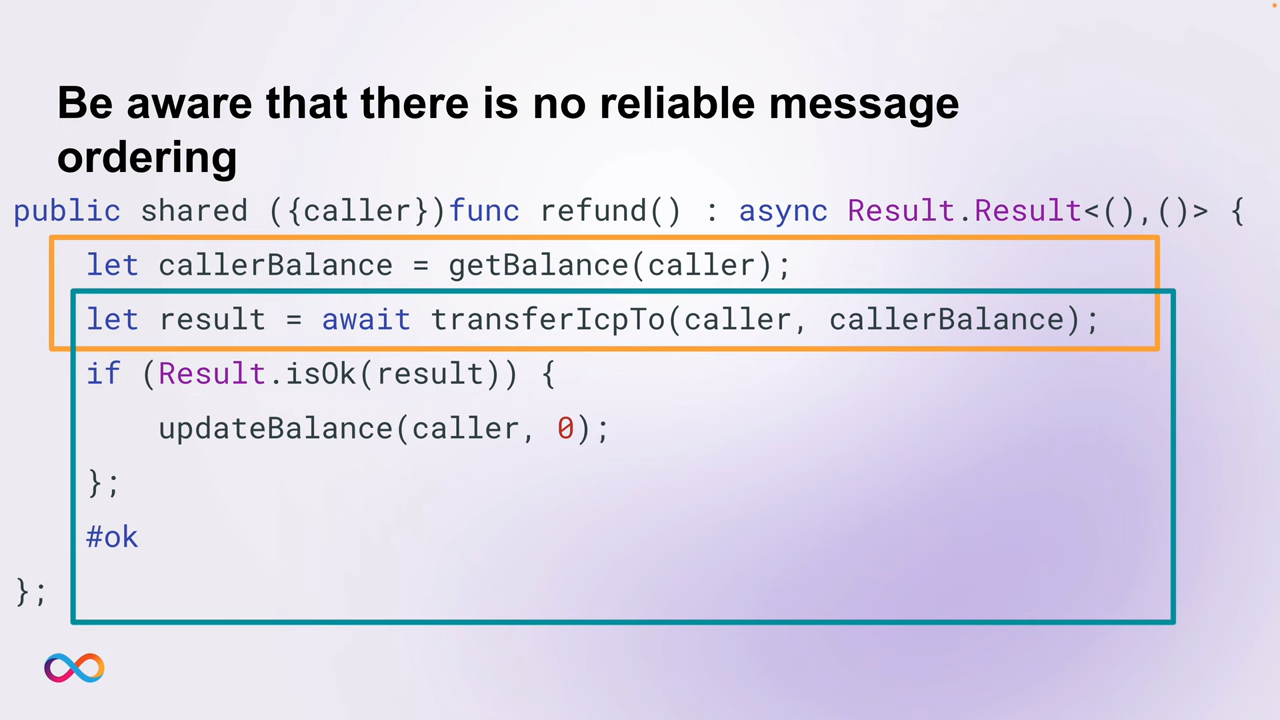 Be aware that there is no reliable message
ordering
public shared ({caller})func refund() : async Result.Result<(),()> {
let callerBalance = getBalance(caller);
let result = await transferIcpTo(caller, callerBalance);
if (Result.isOk(result)) {
updateBalance(caller, 0);
};
#ok
};